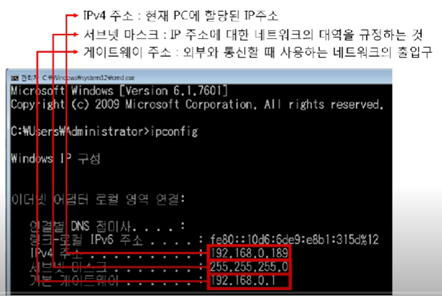 IPv4 주소 : 현재 PC에 할당된 IP주소
서브넷 마스크 : IP 주소에 대한 네트워크의 대역을 규정하는 것
게이트웨이 주소 : 외부와 통신할 때 사용하는 네트워크의 출입구
관리자: C:₩Windows₩system32₩cmd.exe
Microsoft Windows [Version 6.1.7601]
Copyright (c) 2009 Microsoft Corporation. All rights reserved.
C:₩Users₩Administrator>ipconfig
Windows IP 구성
이더넷 어댑터 로컬 영역 연결:
연결별 DNS 접미사. . . . :
링크-로컬 IPv6 주소 . . . . : fe80::10d6:6de9:e8b1:315d%12
IPv4 주소 . . . . . . . . . : 192.168.0.189
서브넷 마스크 . . . . . . . : 255.255.255.0
기본 게이트웨이 . . . . . . : 192.168.0.1